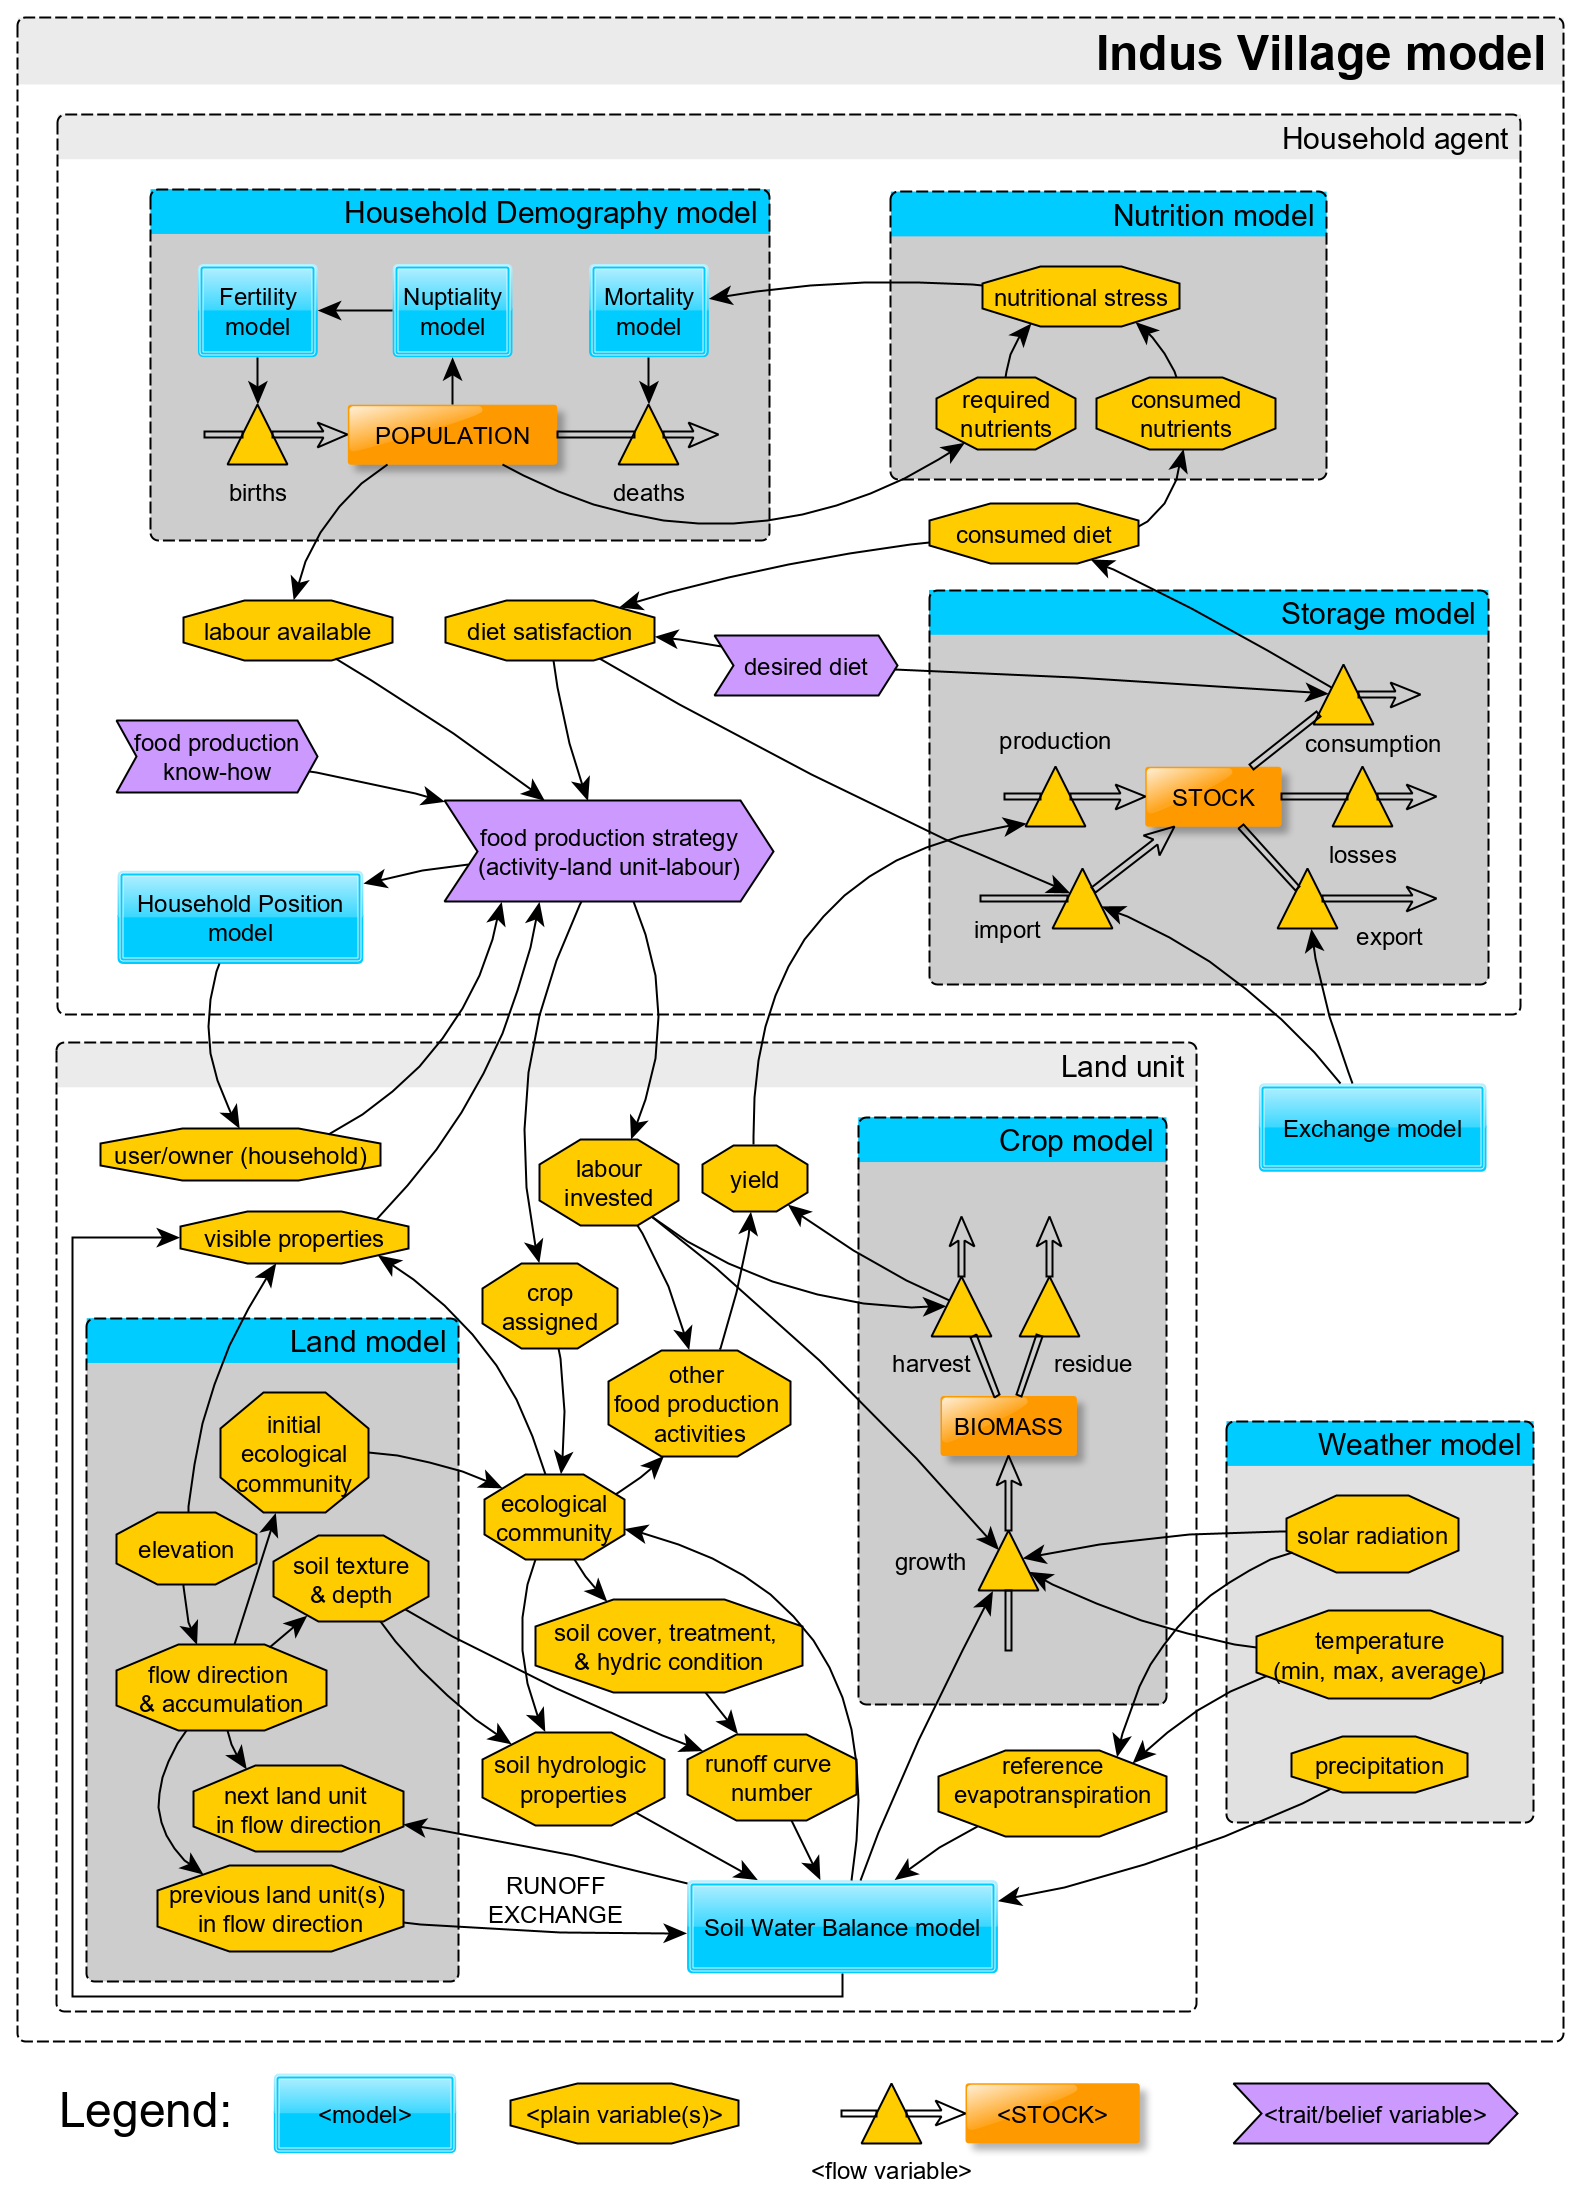 Indus Village model
Household agent
Household Demography model
Nutrition model
Fertility
model
Nuptiality
model
Mortality
model
nutritional stress
required
nutrients
consumed
nutrients
POPULATION
births
deaths
consumed diet
labour available
diet satisfaction
desired diet
Storage model
food production
know-how
production
consumption
STOCK
losses
food production strategy
(activity-land unit-labour)
Household Position
model
import
export
Land unit
Exchange model
user/owner (household)
labour
invested
yield
Crop model
visible properties
crop
assigned
Land model
harvest
residue
other
food production
activities
BIOMASS
initial
ecological
community
Weather model
ecological
community
elevation
soil texture
& depth
growth
solar radiation
soil cover, treatment,
& hydric condition
temperature
(min, max, average)
flow direction
& accumulation
soil hydrologic
properties
runoff curve
number
reference
evapotranspiration
precipitation
next land unit
in flow direction
previous land unit(s)
in flow direction
RUNOFF
EXCHANGE
Soil Water Balance model
Legend:
<model>
<plain variable(s)>
<STOCK>
<trait/belief variable>
<flow variable>